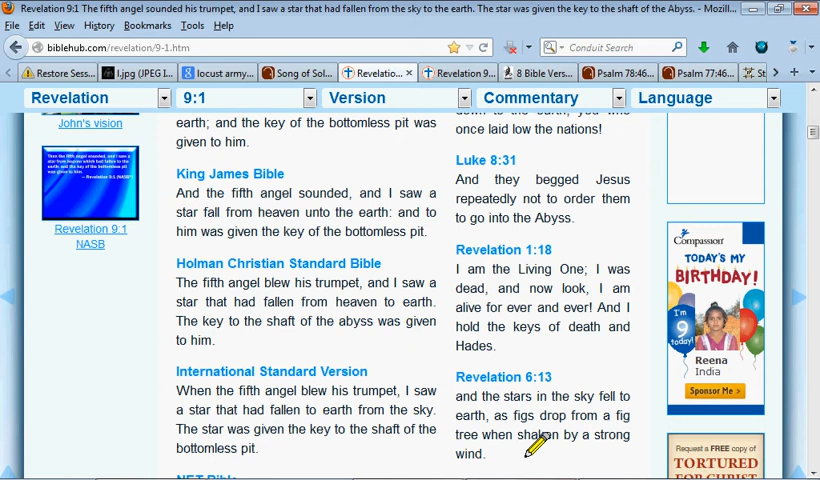 Revelation 9:1 The fifth angel sounded his trumpet, and I saw a star that had fallen from the sky to the earth. The star was given the key to the shaft of the Abyss. - Mozill...
File Edit View History Bookmarks Tools Help
biblehub.com/revelation/9-1.htm
Conduit Search
Restore Sess...
l.jpg (JPEG I...
locust army...
Song of Sol...
Revelatio...
Revelation 9...
8 Bible Vers...
Psalm 78:46...
Psalm 77:46...
St
Revelation
9:1
Version
Commentary
Language
John's vision
Revelation 9:1
NASB
earth; and the key of the bottomless pit was
given to him.
King James Bible
And the fifth angel sounded, and I saw a
star fall from heaven unto the earth: and to
him was given the key of the bottomless pit.
Holman Christian Standard Bible
The fifth angel blew his trumpet, and I saw a
star that had fallen from heaven to earth.
The key to the shaft of the abyss was given
to him.
International Standard Version
When the fifth angel blew his trumpet, I saw
a star that had fallen to earth from the sky.
The star was given the key to the shaft of the
bottomless pit.
NET Bible
down to the earth, you who
once laid low the nations!
Luke 8:31
And they begged Jesus
repeatedly not to order them
to go into the Abyss.
Revelation 1:18
I am the Living One; I was
dead, and now look, I am
alive for ever and ever! And I
hold the keys of death and
Hades.
Revelation 6:13
and the stars in the sky fell to
earth, as figs drop from a fig
tree when shaken by a strong
wind.
Compassion
TODAY'S MY
BIRTHDAY!
I'm
9
today!
Reena
India
Sponsor Me >
Request a FREE copy of
TORTURED
FOR CHRIST